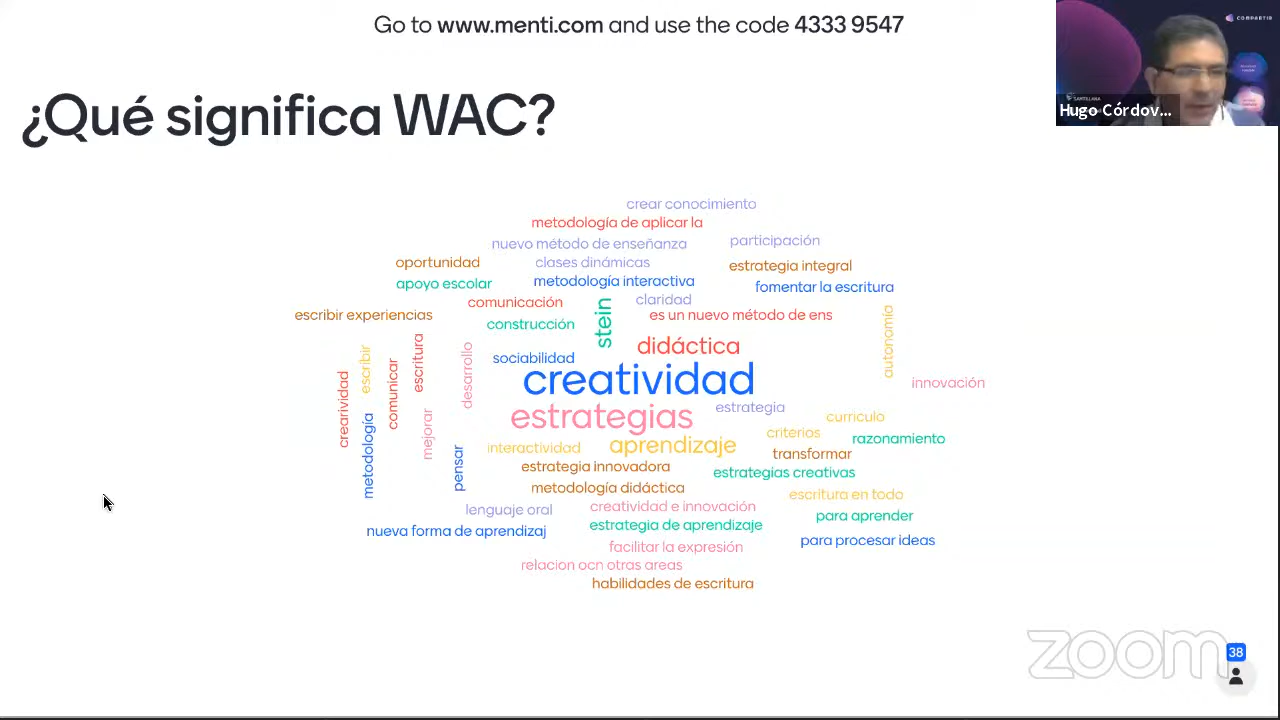 Go to www.menti.com and use the code 4333 9547
COMPARTIR
SANTILLANA
Hugo Córdov...
¿Qué significa WAC?
crear conocimiento
metodología de aplicar la
nuevo método de enseñanza
participación
oportunidad
clases dinámicas
estrategia integral
apoyo escolar
metodología interactiva
fomentar la escritura
comunicación
stein
claridad
escribir experiencias
construcción
es un nuevo método de ens
autonomía
didáctica
sociabilidad
creatividad
innovación
crearividad
escribir
comunicar
escritura
desarrollo
estrategias
estrategia
curriculo
metodología
mejorar
pensar
interactividad
aprendizaje
criterios
razonamiento
transformar
estrategia innovadora
estrategias creativas
metodología didáctica
escritura en todo
lenguaje oral
creatividad e innovación
para aprender
nueva forma de aprendizaj
estrategia de aprendizaje
para procesar ideas
facilitar la expresión
relacion ocn otras areas
habilidades de escritura
zoom
38